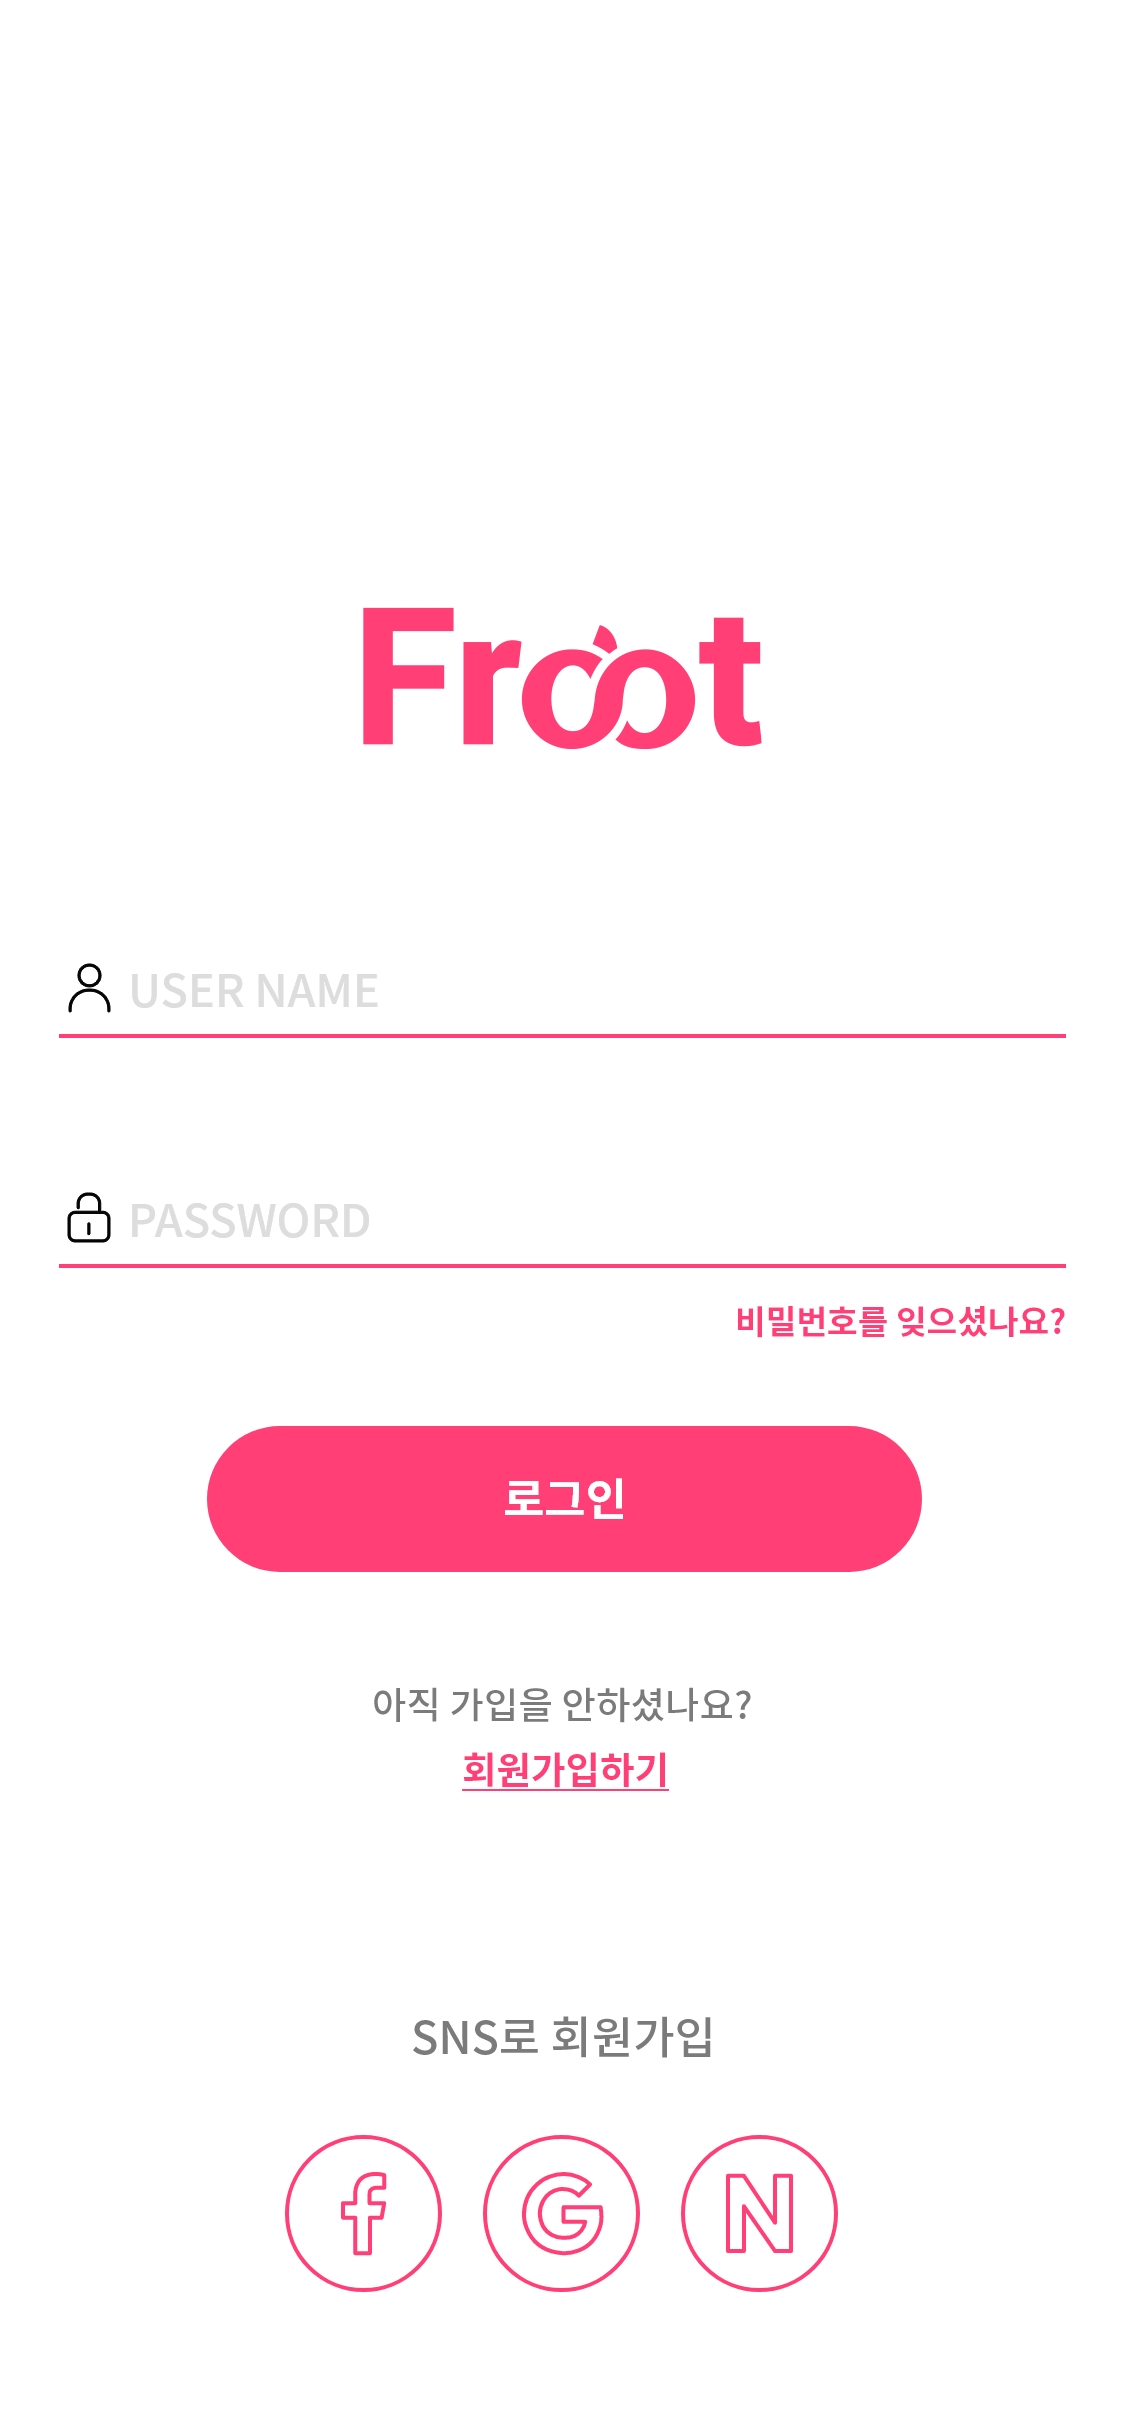 Froot
USER NAME
PASSWORD
비밀번호를 잊으셨나요?
로그인
아직 가입을 안하셨나요?
회원가입하기
SNS로 회원가입
f G N